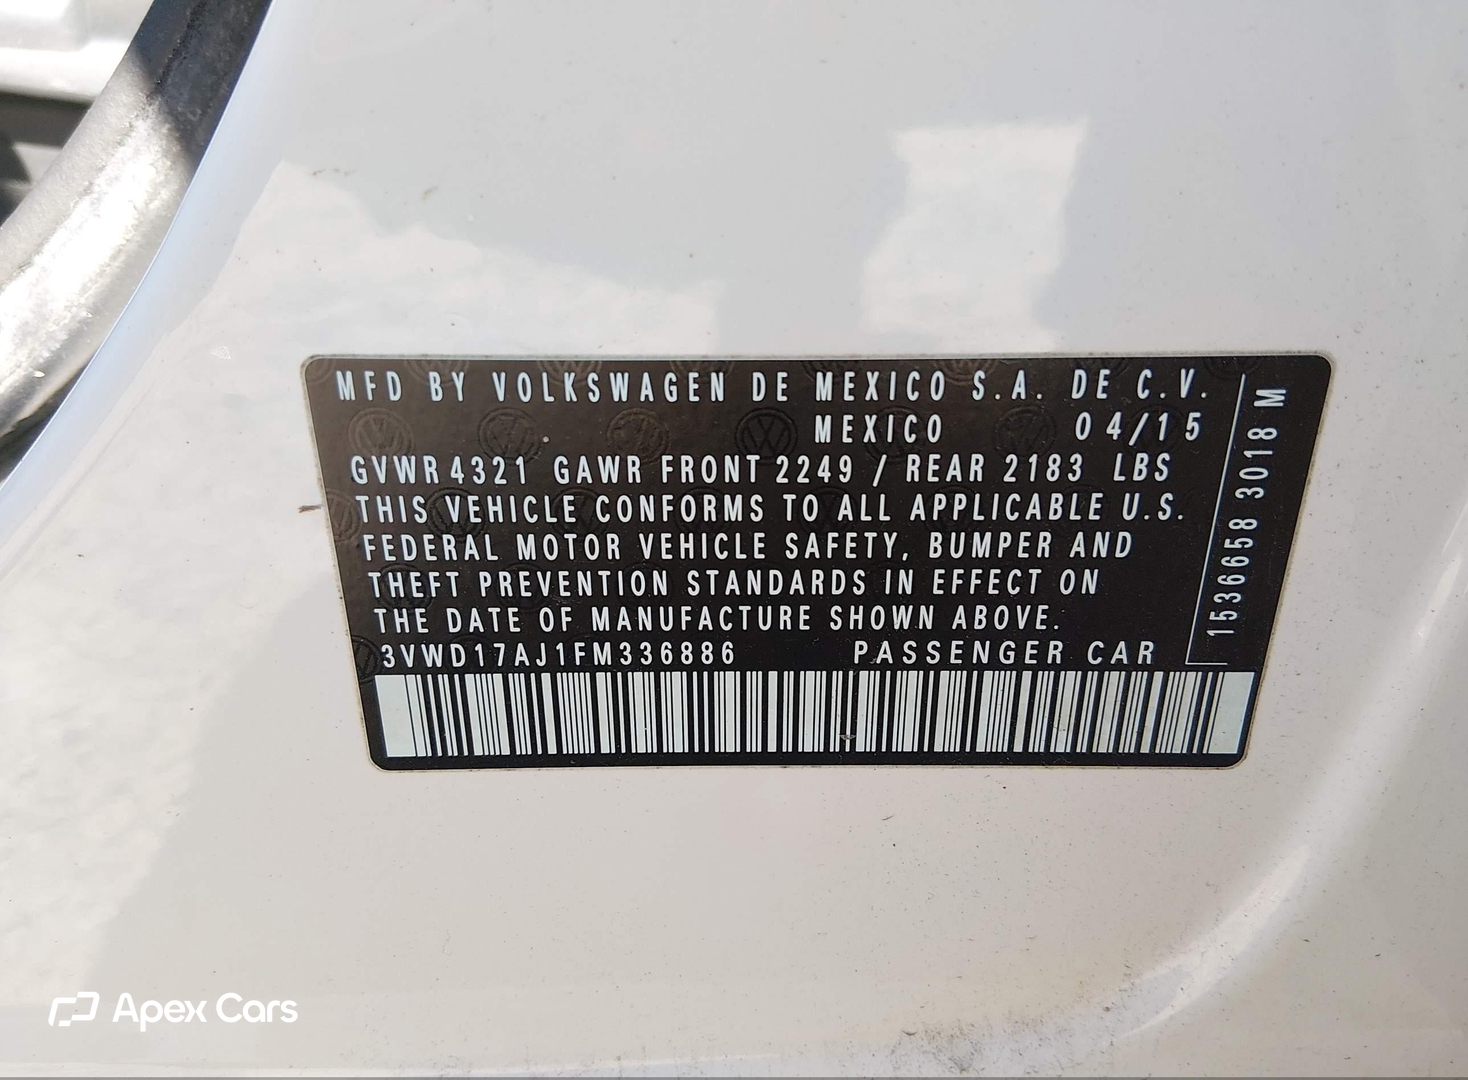 MFD BY VOLKSWAGEN DE MEXICO S.A. DE C.V.
MEXICO 04/15
GVWR 4321 GAWR FRONT 2249 / REAR 2183 LBS
THIS VEHICLE CONFORMS TO ALL APPLICABLE U.S.
FEDERAL MOTOR VEHICLE SAFETY, BUMPER AND
THEFT PREVENTION STANDARDS IN EFFECT ON
THE DATE OF MANUFACTURE SHOWN ABOVE.
3VWD17AJ1FM336886 PASSENGER CAR
1536658 3018 M
Apex Cars